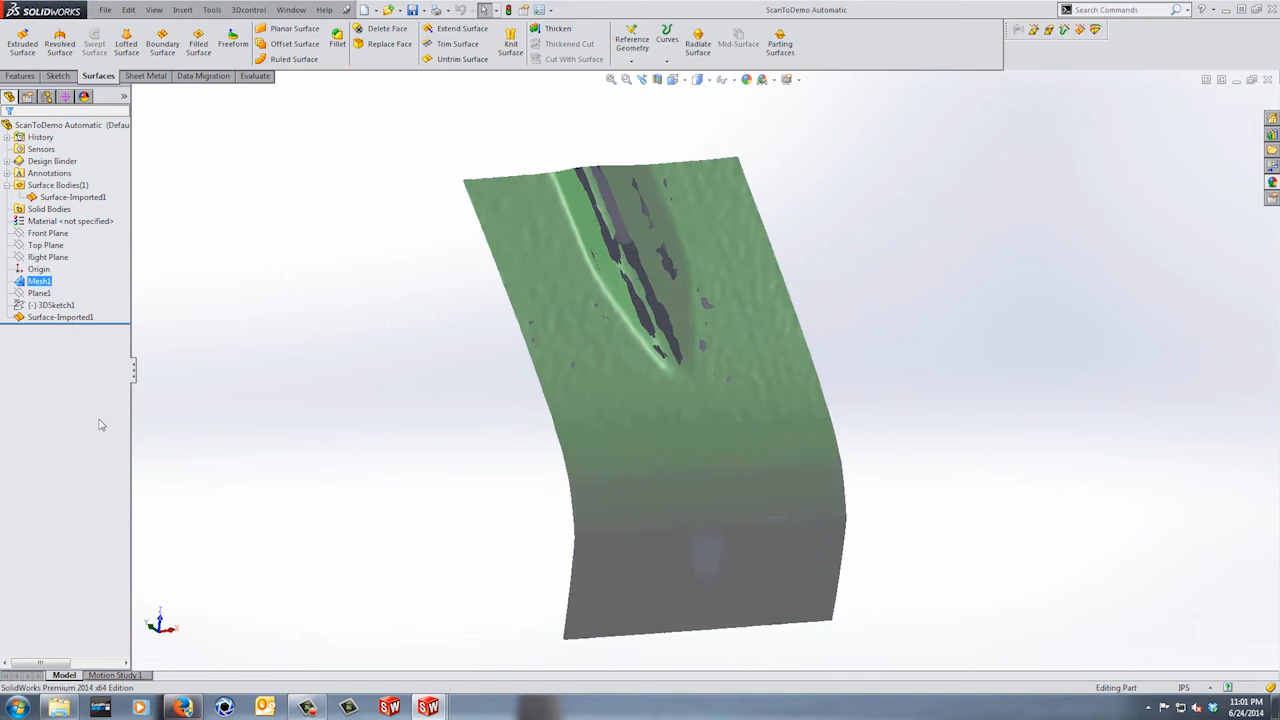 SOLIDWORKS File Edit View Insert Tools Window 3Dcontrol Help ScanToDemo Automatic Search Commands
Extruded Surface
Revolved Surface
Swept Surface
Lofted Surface
Boundary Surface
Filled Surface
Freeform
Planar Surface
Offset Surface
Ruled Surface
Fillet
Delete Face
Replace Face
Extend Surface
Trim Surface
Untrim Surface
Knit Surface
Thicken
Thickened Cut
Cut With Surface
Reference Geometry
Curves
Radiate Surface
Mid-Surface
Parting Surfaces
Features Sketch Surfaces Sheet Metal Data Migration Evaluate
ScanToDemo Automatic (Defau
History
Sensors
Design Binder
Annotations
Surface Bodies(1)
Surface-Imported1
Solid Bodies
Material <not specified>
Front Plane
Top Plane
Right Plane
Origin
Mesh1
Plane1
(-) 3DSketch1
Surface-Imported1
Z
Y X
Model Motion Study 1
SolidWorks Premium 2014 x64 Edition Editing Part IPS
11:01 PM
6/24/2014